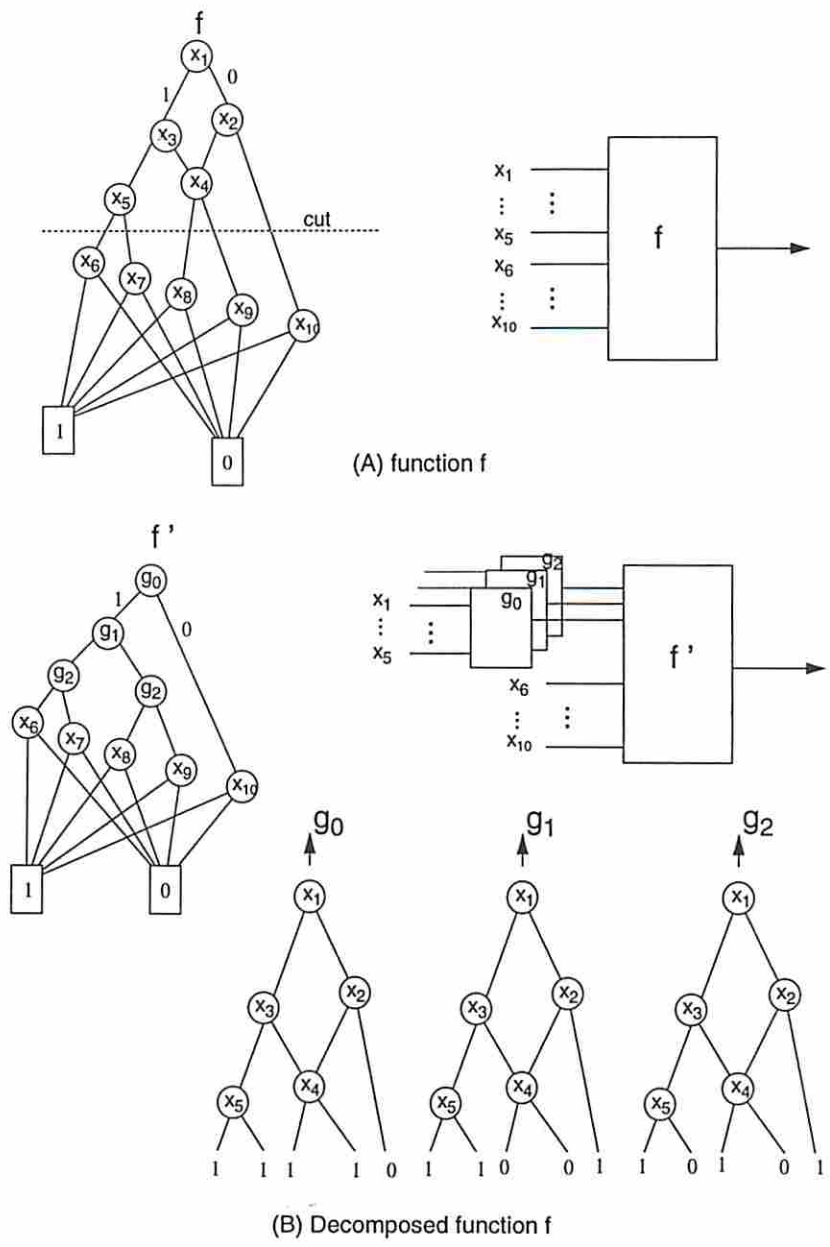 f
x1
1
0
x3
x2
x4
x5
cut
x6
x7
x8
x9
x10
1
0
x1
⋮ ⋮
x5
x6
⋮ ⋮
x10
f
(A) function f
f '
g0
1
0
g1
g2
g2
x6
x7
x8
x9
x10
1
0
g2
g1
g0
x1
⋮ ⋮
x5
x6
⋮ ⋮
x10
f '
g0
x1
x3
x2
x5
x4
1 1 1 1 0
g1
x1
x3
x2
x5
x4
1 1 0 0 1
g2
x1
x3
x2
x5
x4
1 0 1 0 1
(B) Decomposed function f